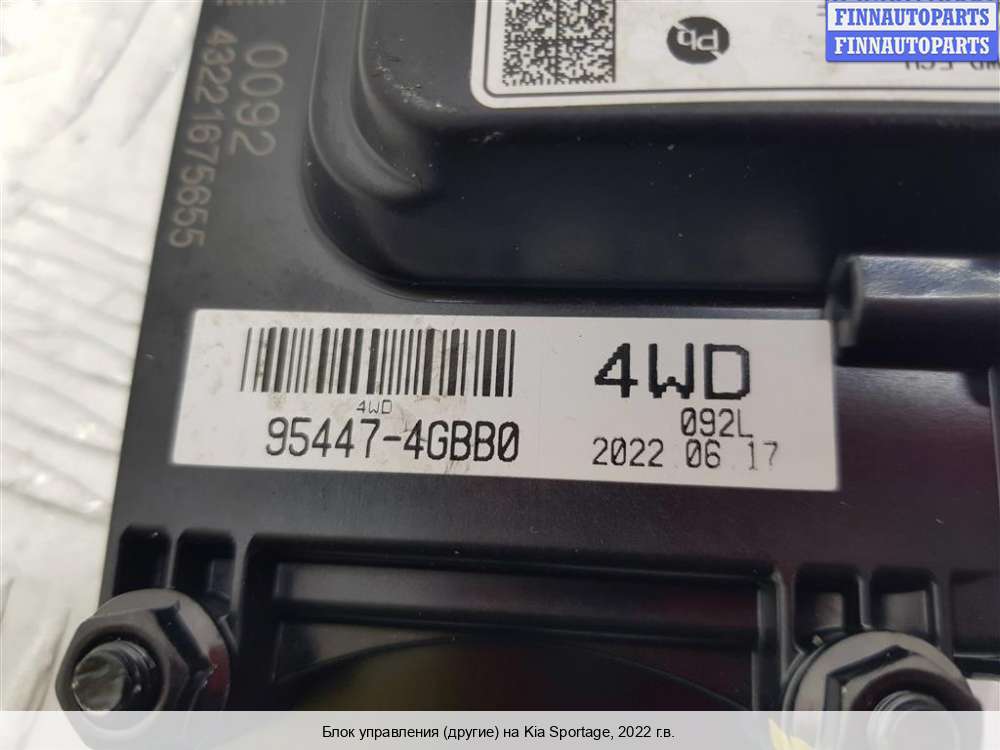 FINNAUTOPARTS
FINNAUTOPARTS
Pb
0092
43221675655
4WD
95447-4GBB0
4WD
092L
2022 06 17
Блок управления (другие) на Kia Sportage, 2022 г.в.